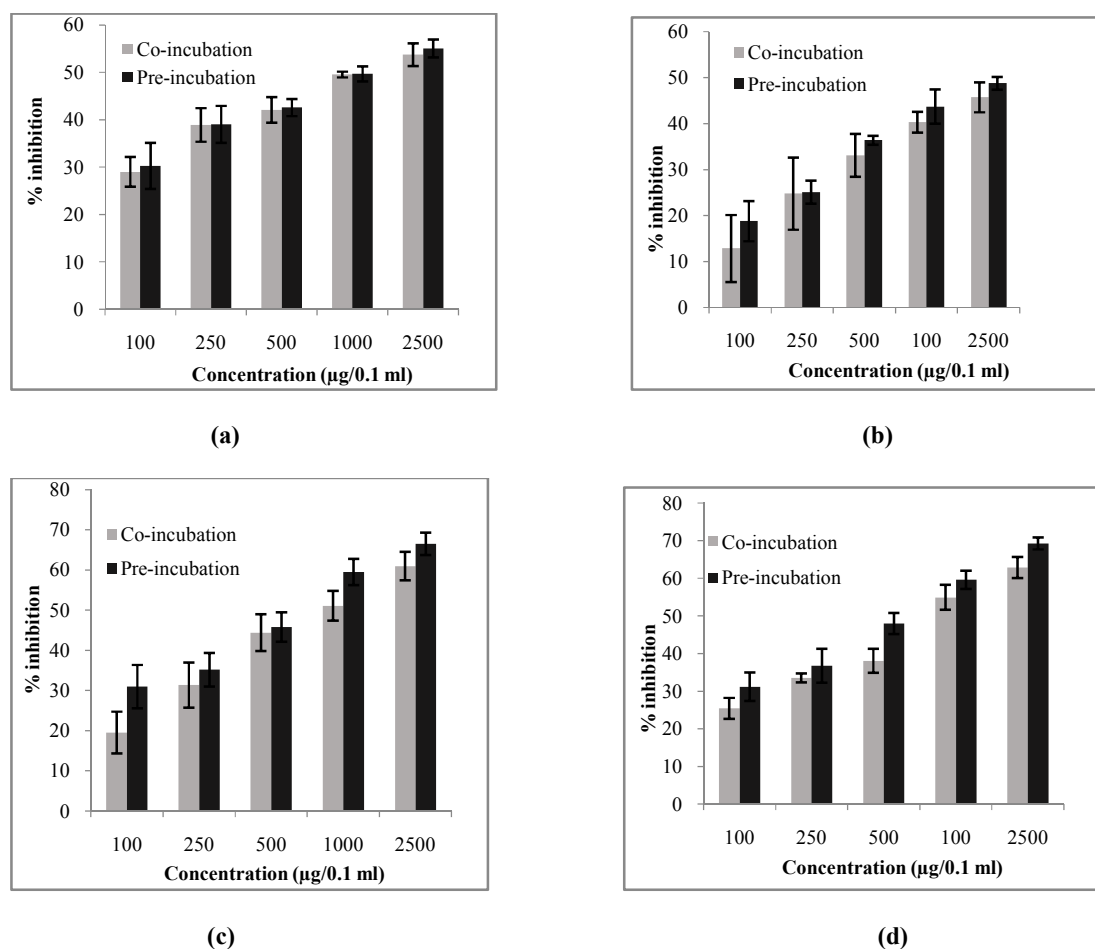 60
50
40
30
20
10
0
% inhibition
Co-incubation
Pre-incubation
100 250 500 1000 2500
Concentration (µg/0.1 ml)
(a)
60
50
40
30
20
10
0
% inhibition
Co-incubation
Pre-incubation
100 250 500 100 2500
Concentration (µg/0.1 ml)
(b)
80
70
60
50
40
30
20
10
0
% inhibition
Co-incubation
Pre-incubation
100 250 500 1000 2500
Concentration (µg/0.1 ml)
(c)
80
70
60
50
40
30
20
10
0
% inhibition
Co-incubation
Pre-incubation
100 250 500 100 2500
Concentration (µg/0.1 ml)
(d)